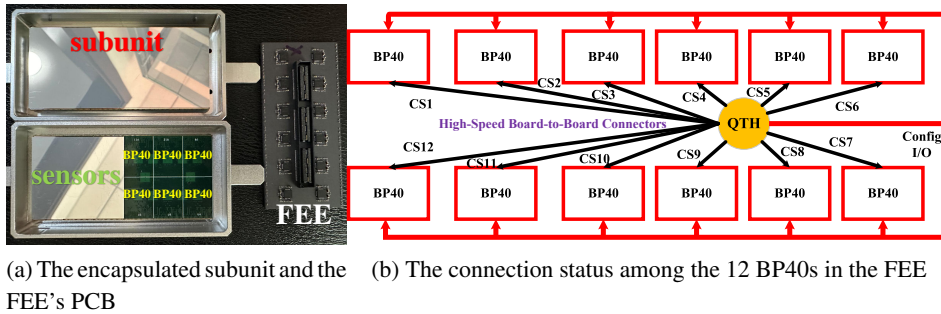 subunit
sensors
BP40 BP40 BP40
BP40 BP40 BP40
FEE
BP40 BP40 BP40 BP40 BP40 BP40
CS1 CS2 CS3 CS4 CS5 CS6
High-Speed Board-to-Board Connectors
QTH
Config
I/O
CS12 CS11 CS10 CS9 CS8 CS7
BP40 BP40 BP40 BP40 BP40 BP40
(a) The encapsulated subunit and the
FEE's PCB
(b) The connection status among the 12 BP40s in the FEE